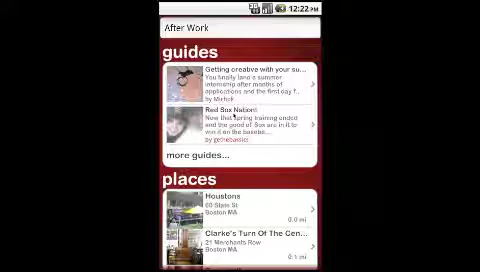 12:22 PM
After Work
guides
Getting creative with your su...
You finally land a summer
internship after months of
applications and the first day f...
by
Red Sox Nation!
Now that spring training ended
and the good ol Sox are in it to
win it on the baseba...
by gethebassici
more guides...
places
Houstons
60 State St
Boston MA
0.0 mi
Clarke's Turn Of The Cen...
21 Merchants Row
Boston MA
0.1 mi